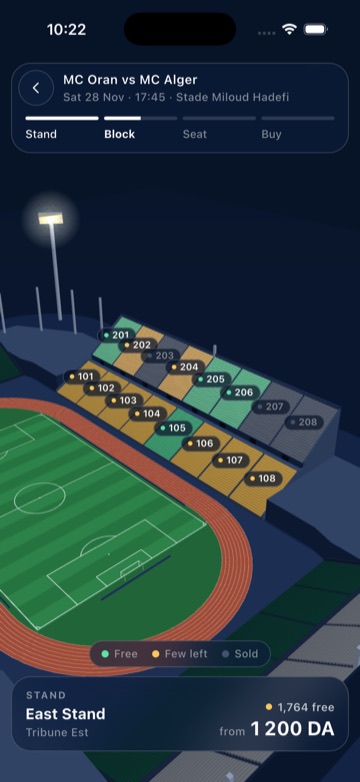 10:22
MC Oran vs MC Alger
Sat 28 Nov · 17:45 · Stade Miloud Hadefi
Stand Block Seat Buy
201
202
203
204
205
206
207
208
101
102
103
104
105
106
107
108
Free Few left Sold
STAND
East Stand
Tribune Est
1,764 free
from 1 200 DA